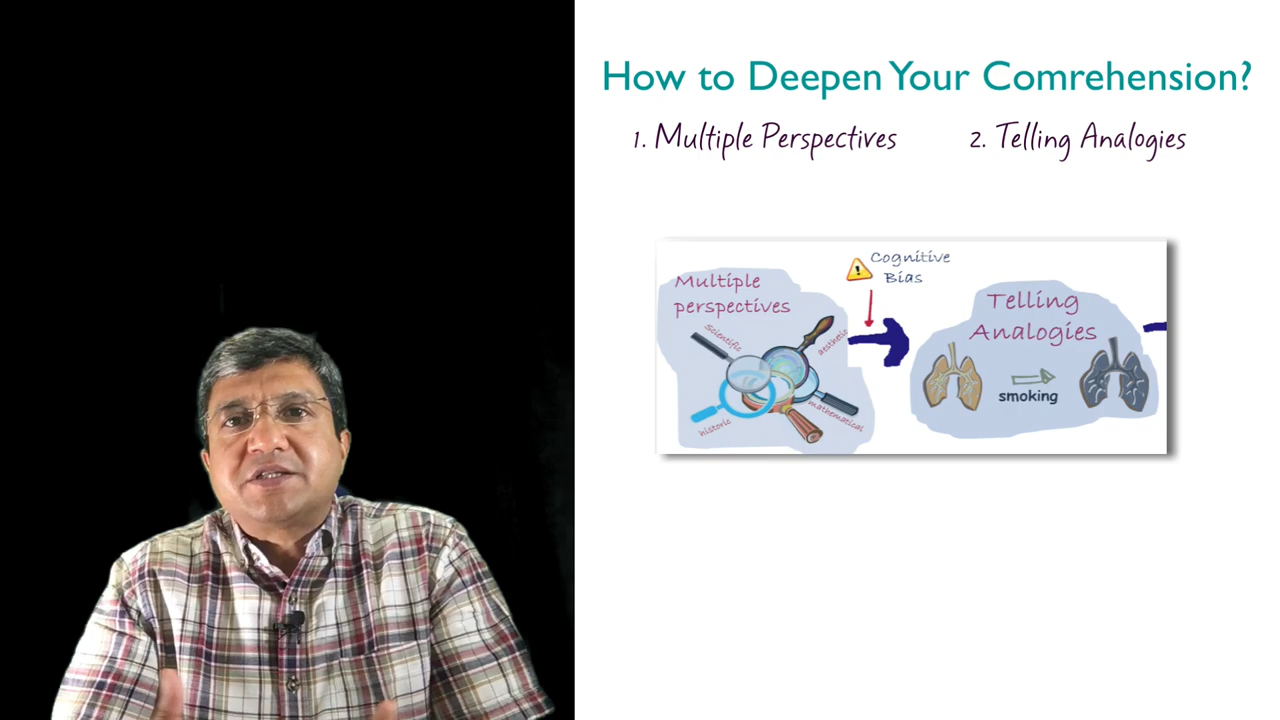 How to Deepen Your Comrehension?
1. Multiple Perspectives
2. Telling Analogies
Multiple
perspectives
Scientific
aesthetic
historic
mathematical
Cognitive
Bias
Telling
Analogies
smoking